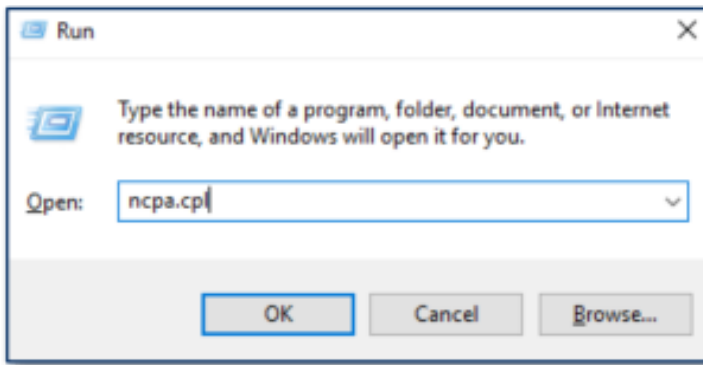 Run
Type the name of a program, folder, document, or Internet
resource, and Windows will open it for you.
Open: ncpa.cpl
OK Cancel Browse...